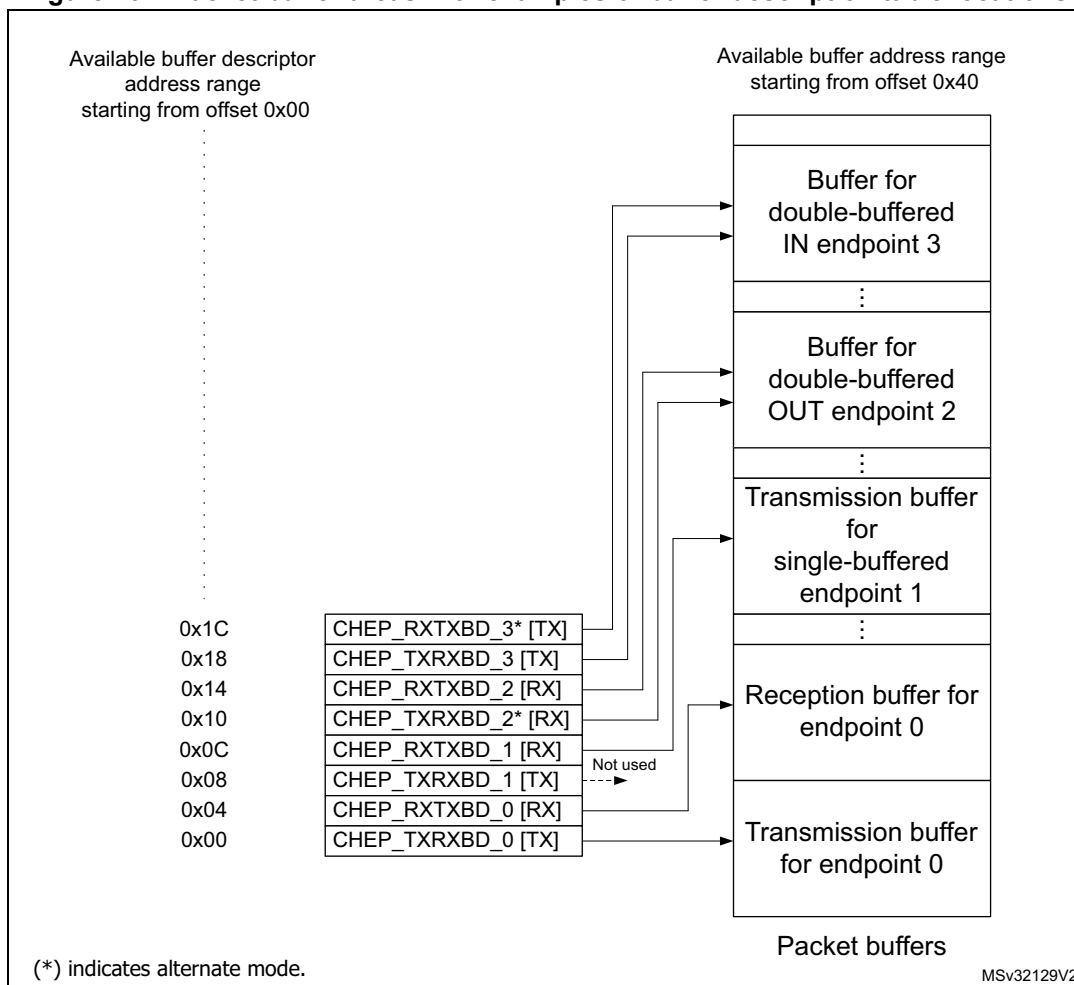 Available buffer descriptor
address range
starting from offset 0x00
Available buffer address range
starting from offset 0x40
Buffer for
double-buffered
IN endpoint 3
⋮
Buffer for
double-buffered
OUT endpoint 2
⋮
Transmission buffer
for
single-buffered
endpoint 1
⋮
Reception buffer for
endpoint 0
Transmission buffer
for endpoint 0
0x1C CHEP_RXTXBD_3* [TX]
0x18 CHEP_TXRXBD_3 [TX]
0x14 CHEP_RXTXBD_2 [RX]
0x10 CHEP_TXRXBD_2* [RX]
0x0C CHEP_RXTXBD_1 [RX]
0x08 CHEP_TXRXBD_1 [TX] Not used
0x04 CHEP_RXTXBD_0 [RX]
0x00 CHEP_TXRXBD_0 [TX]
Packet buffers
(*) indicates alternate mode.
MSv32129V2